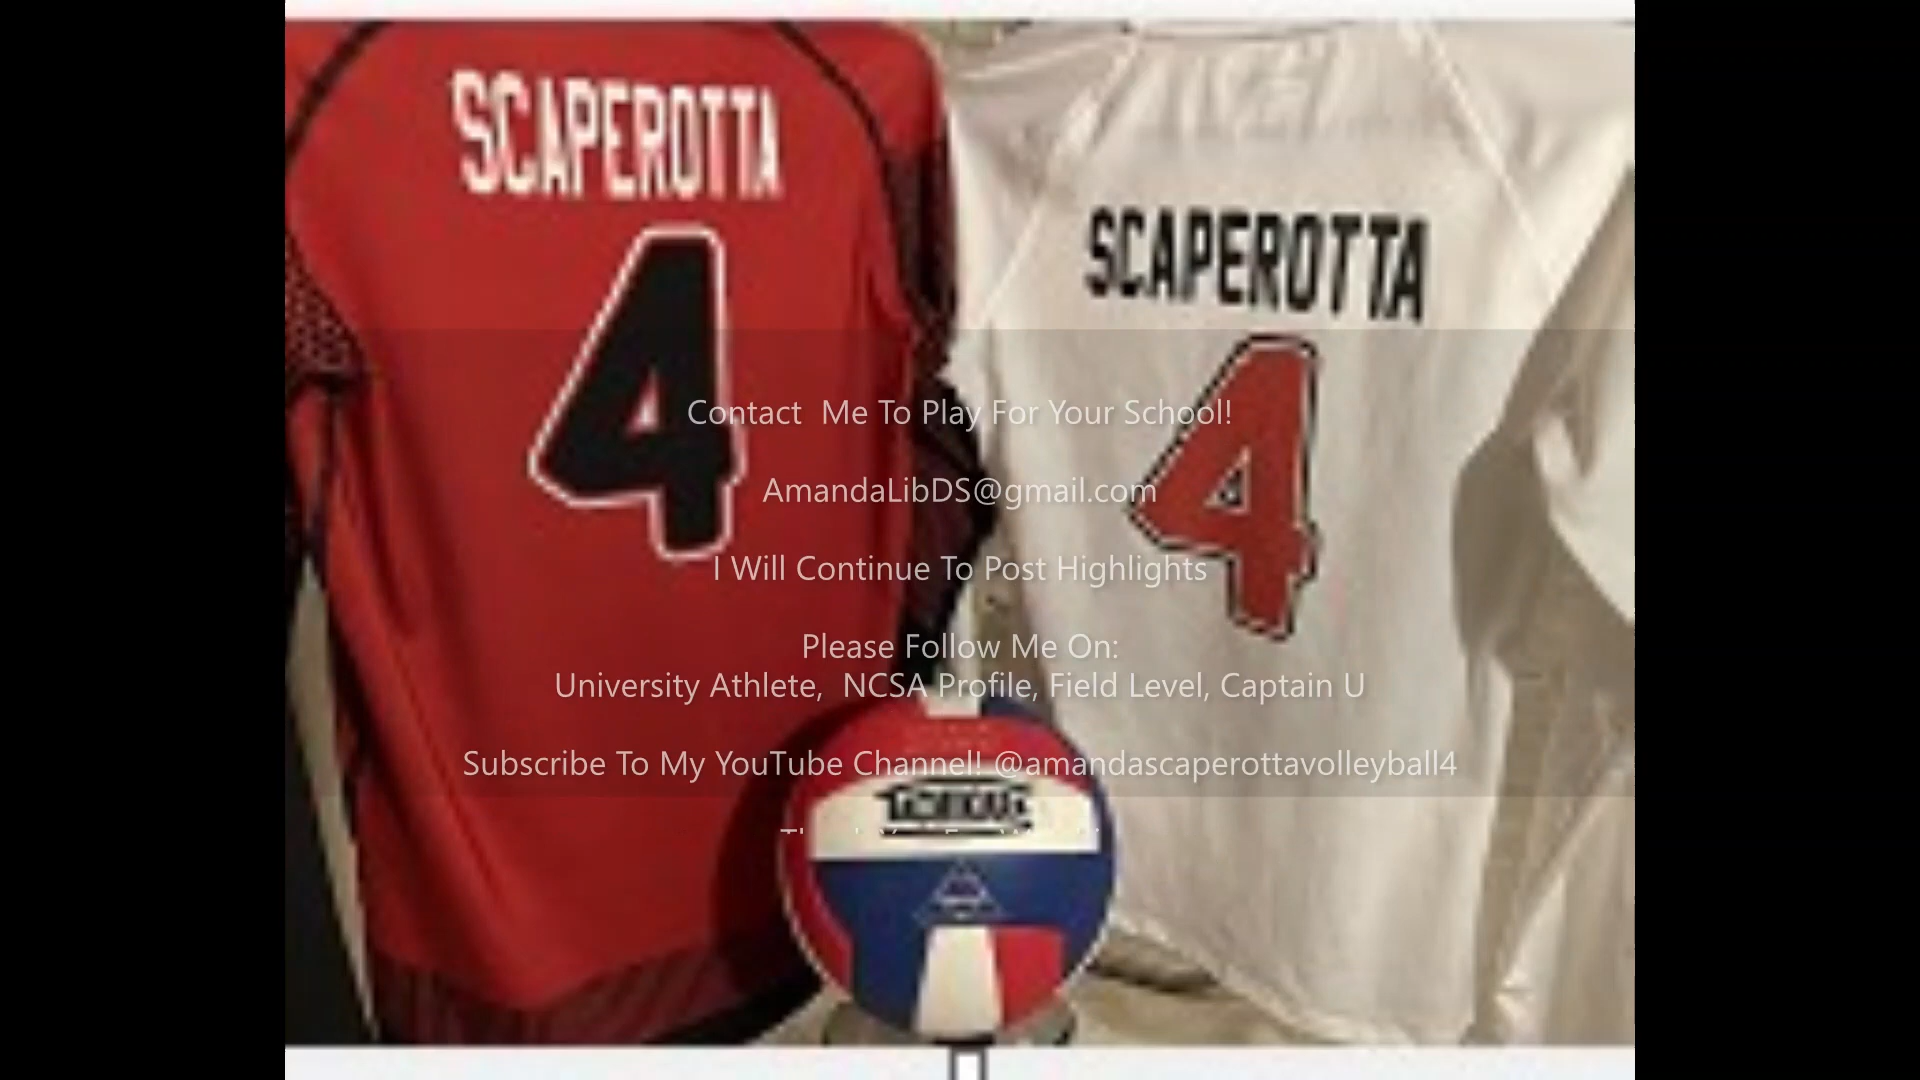 SCAPEROTTA
4
SCAPEROTTA
4
Contact  Me To Play For Your School!
AmandaLibDS@gmail.com
I Will Continue To Post Highlights
Please Follow Me On:
University Athlete,  NCSA Profile, Field Level, Captain U
Subscribe To My YouTube Channel! @amandascaperottavolleyball4
TACHIKARA